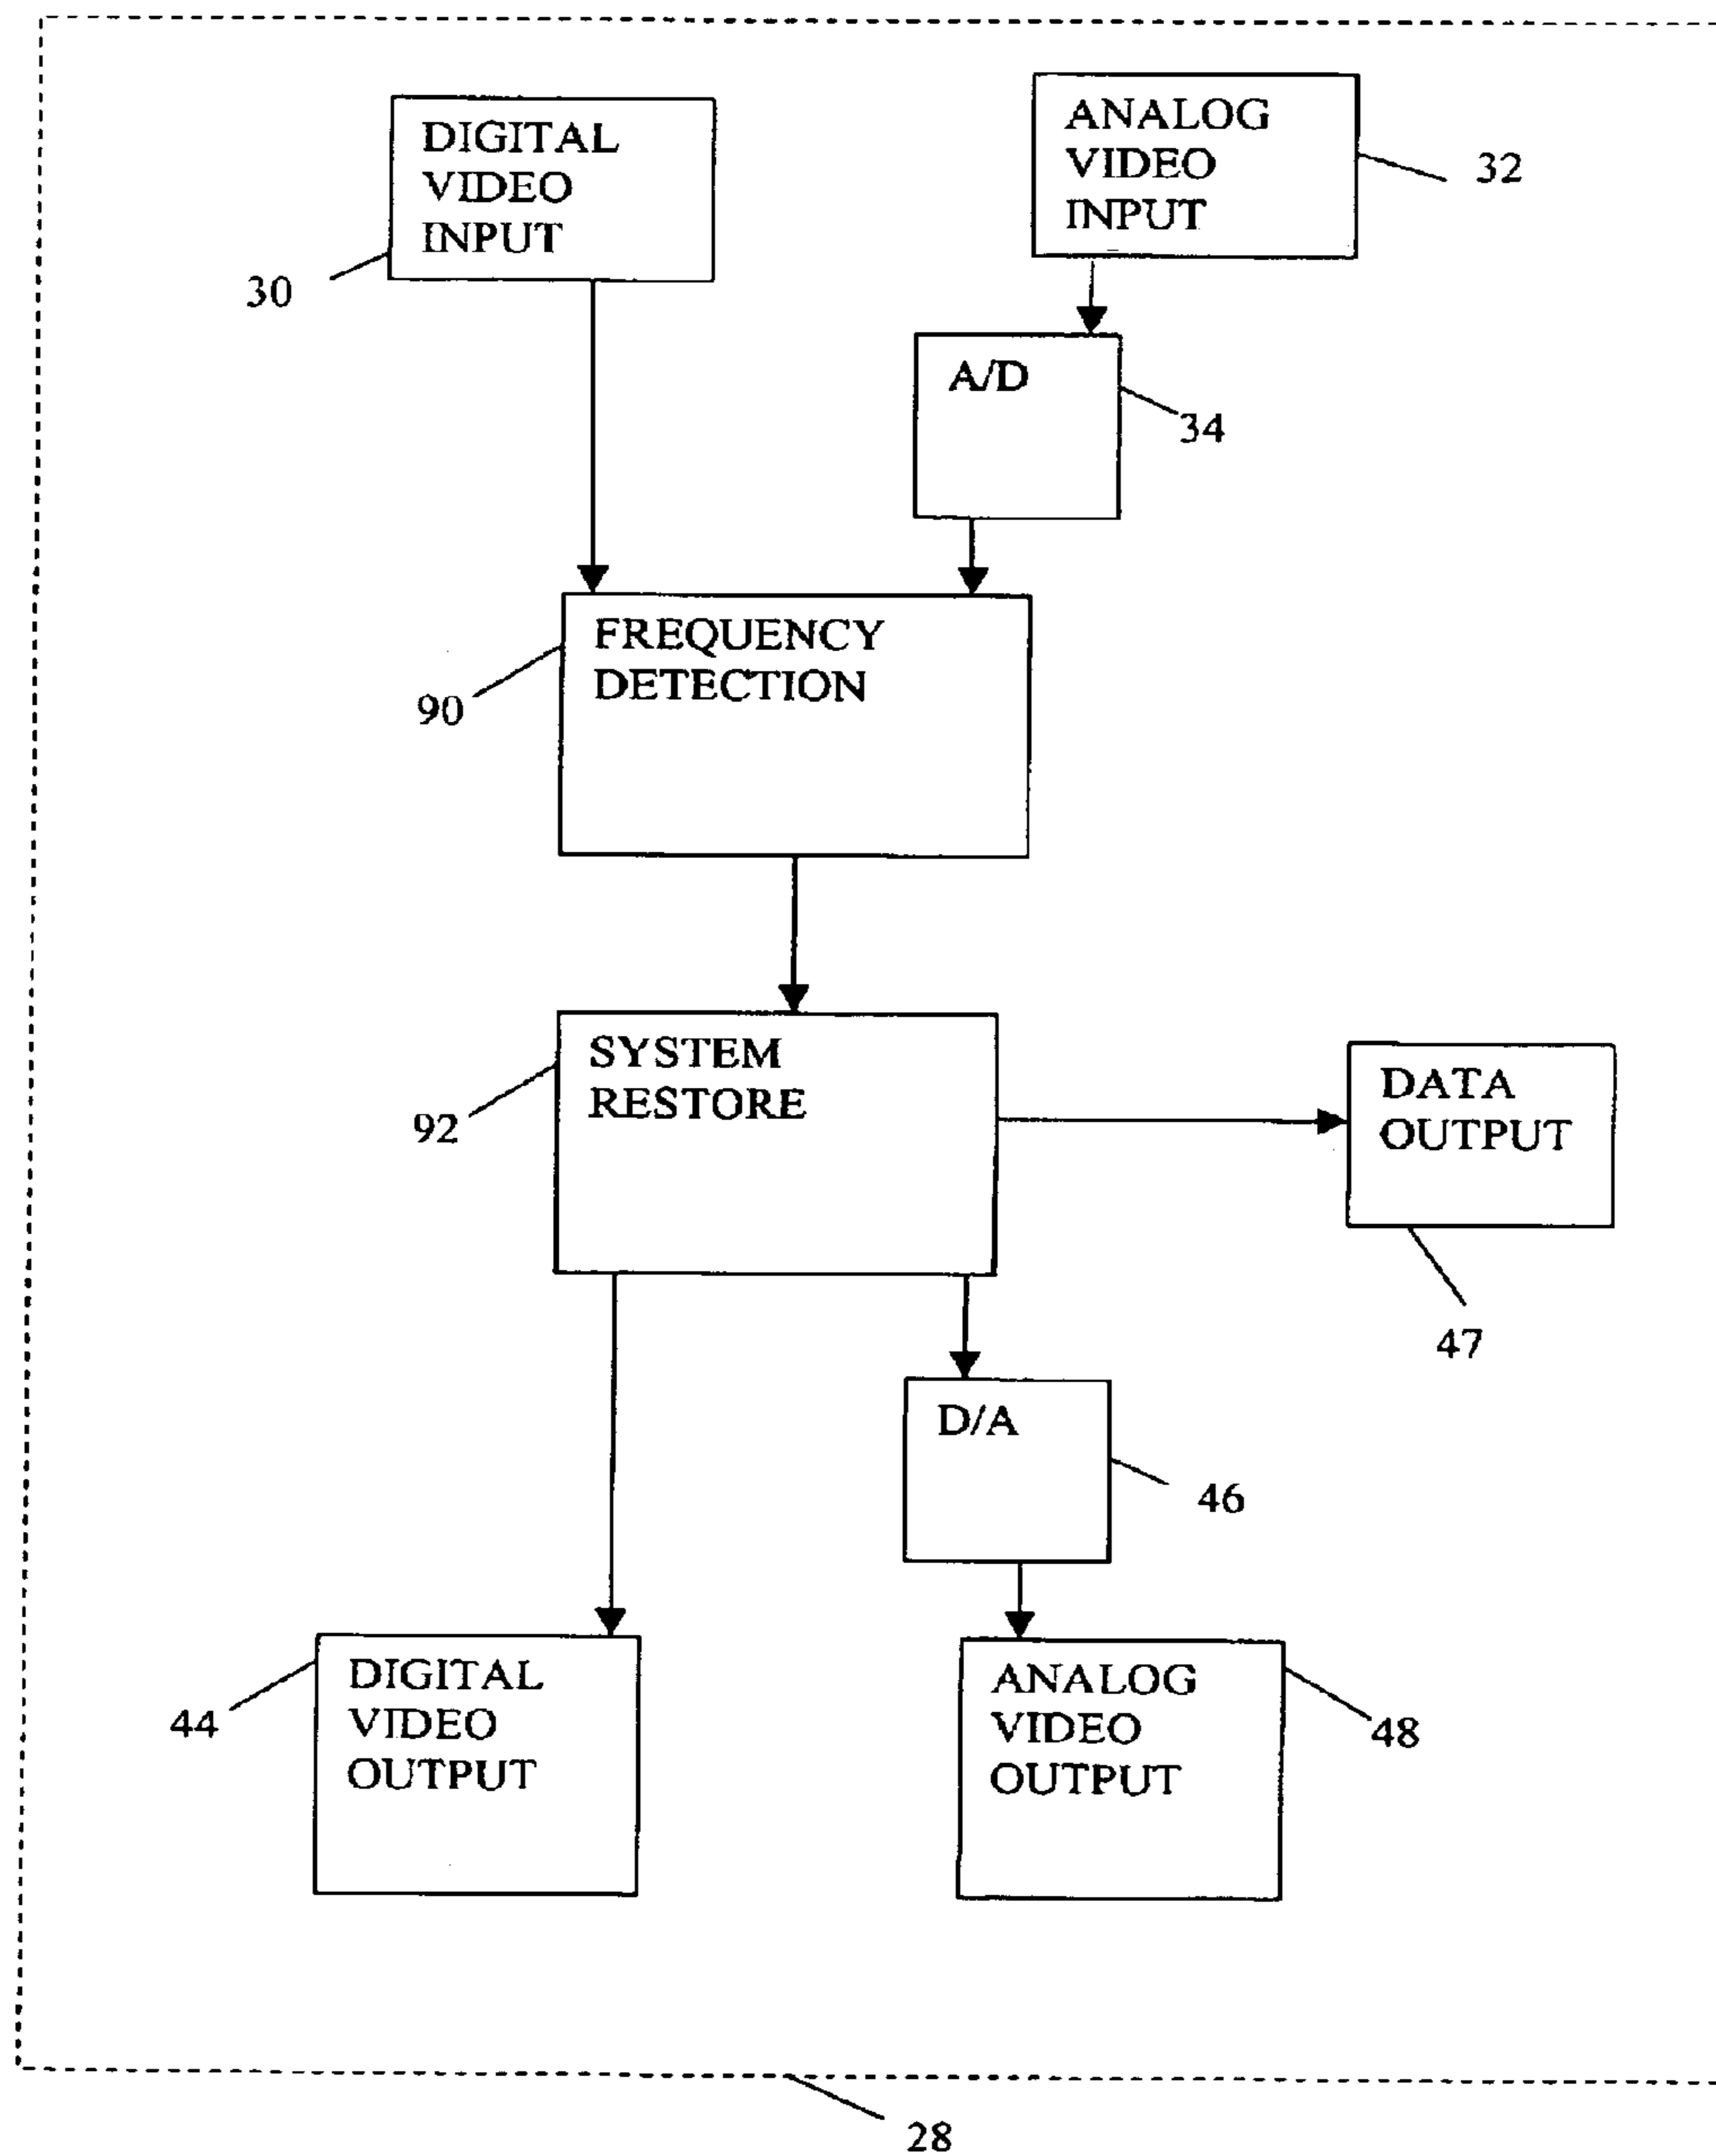 DIGITAL
VIDEO
INPUT
30
ANALOG
VIDEO
INPUT
32
A/D
34
FREQUENCY
DETECTION
90
SYSTEM
RESTORE
92
DATA
OUTPUT
47
D/A
46
DIGITAL
VIDEO
OUTPUT
44
ANALOG
VIDEO
OUTPUT
48
28